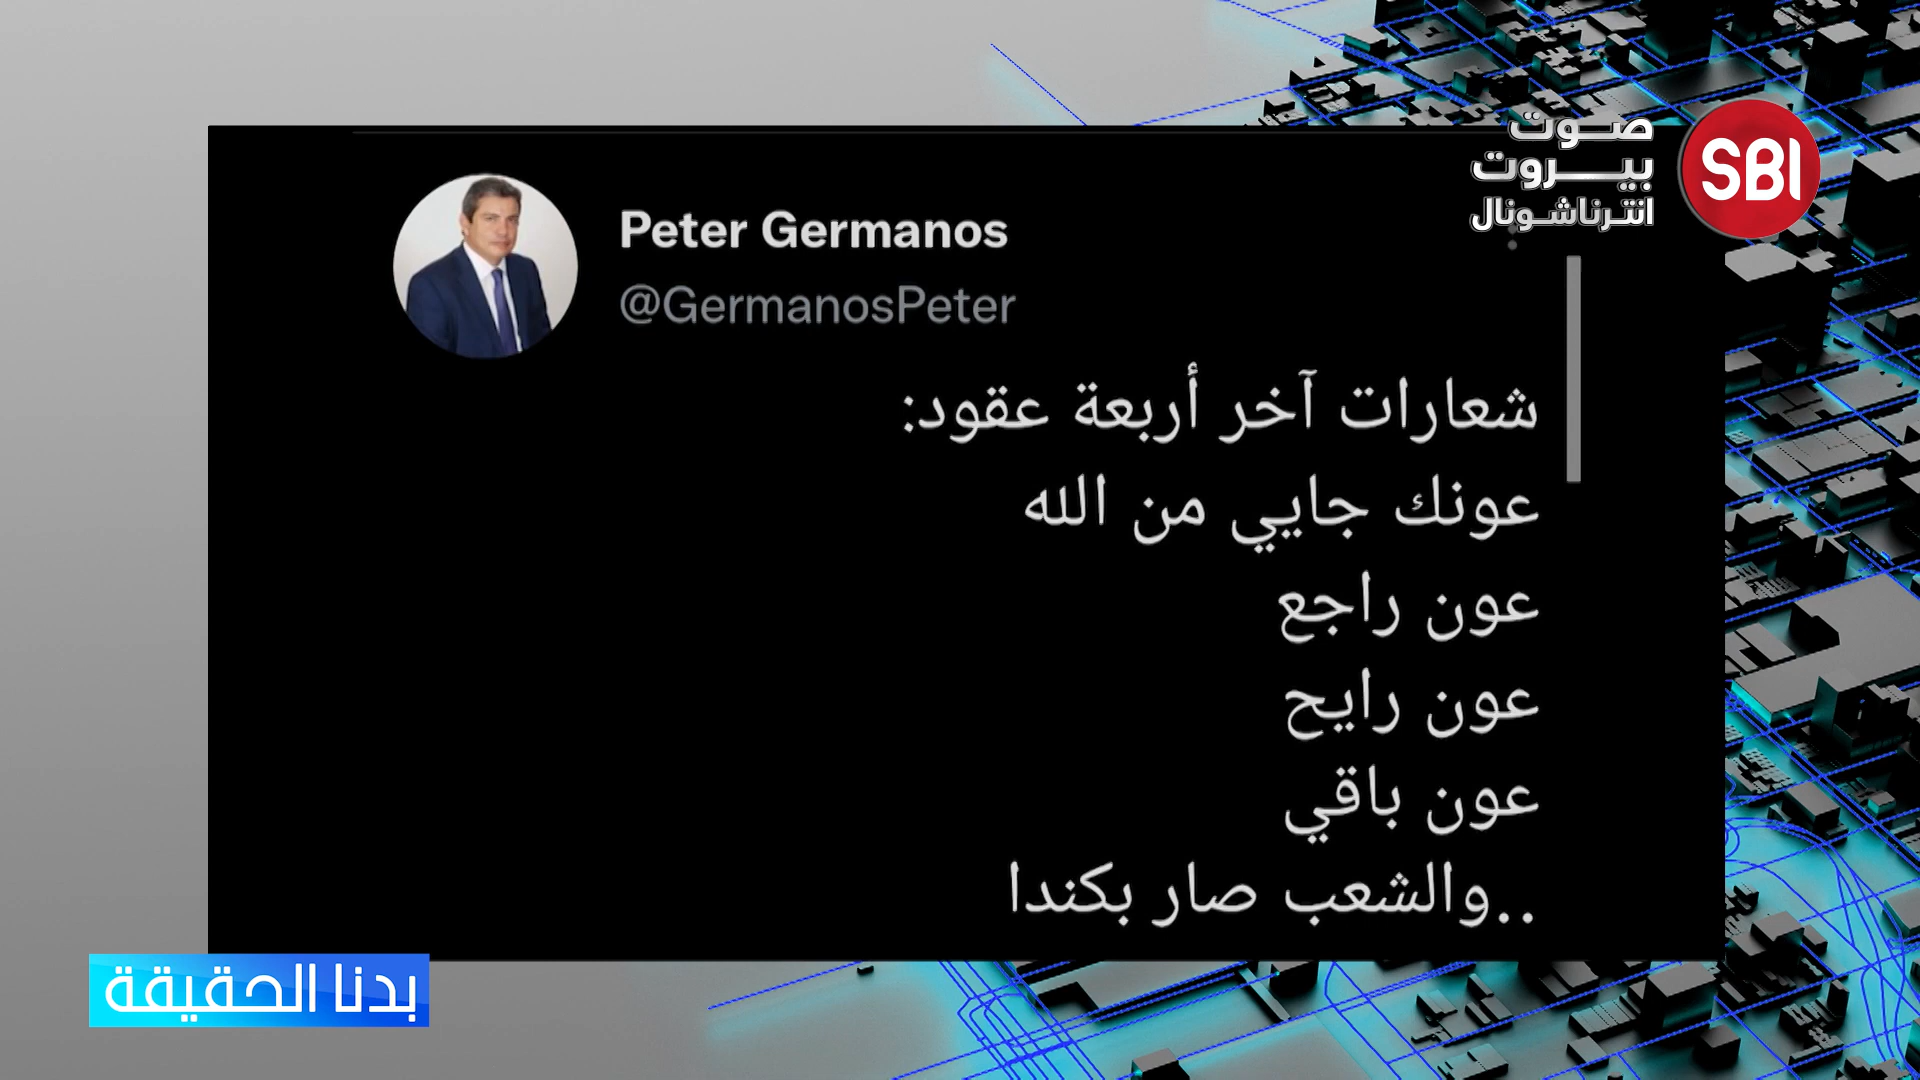 صوت
بيروت
انترناشونال
SBI
Peter Germanos
@GermanosPeter
شعارات آخر أربعة عقود:
عونك جايي من الله
عون راجع
عون رايح
عون باقي
..والشعب صار بكندا
بدنا الحقيقة